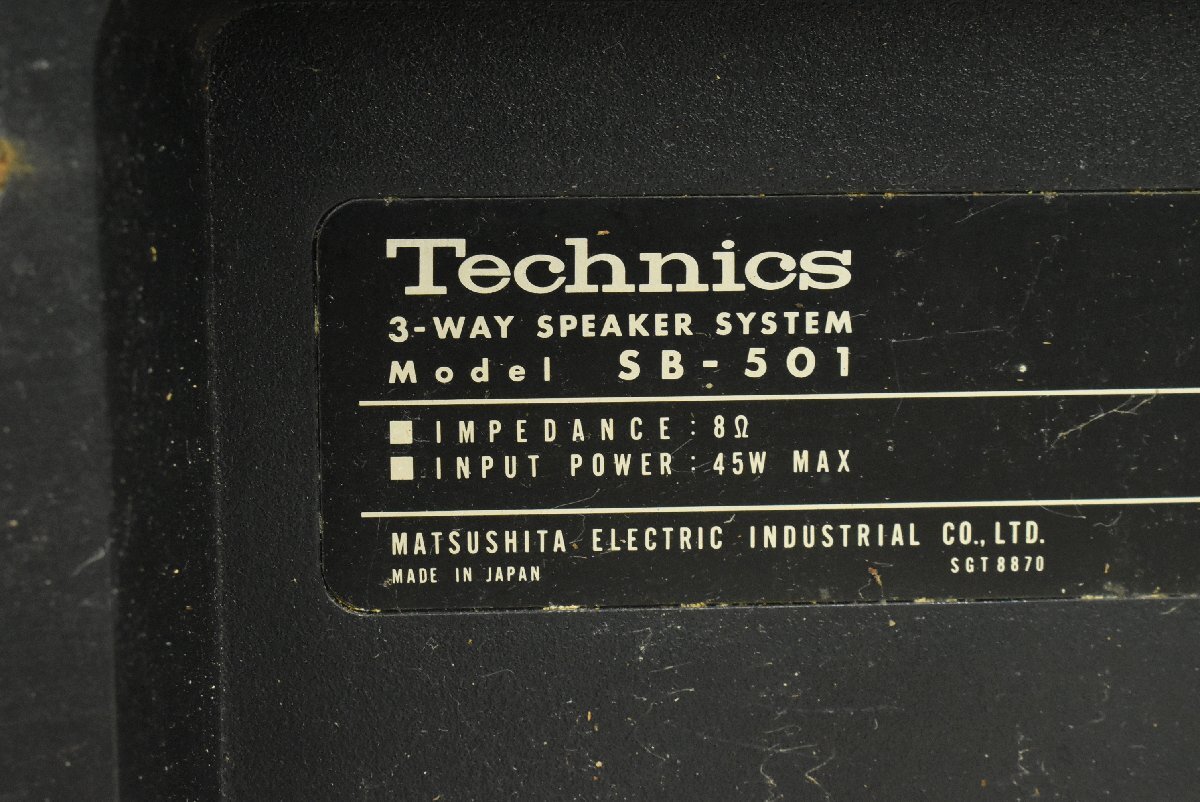 Technics
3-WAY SPEAKER SYSTEM
Model SB-501
■ IMPEDANCE: 8Ω
■ INPUT POWER: 45W MAX
MATSUSHITA ELECTRIC INDUSTRIAL CO., LTD.
MADE IN JAPAN SGT8870